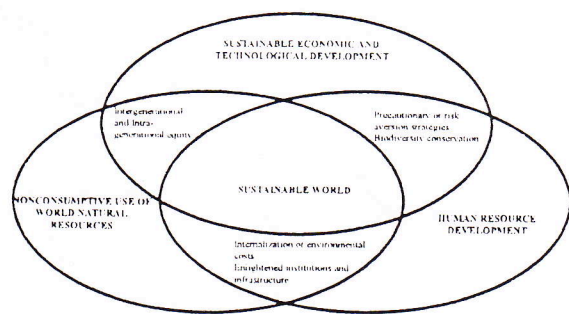 SUSTAINABLE ECONOMIC AND
TECHNOLOGICAL DEVELOPMENT
Intergenerational
and Intra-
generational equity
Precautionary or risk
aversion strategies
Biodiversity conservation
SUSTAINABLE WORLD
NONCONSUMPTIVE USE OF
WORLD NATURAL
RESOURCES
HUMAN RESOURCE
DEVELOPMENT
Internalization of environmental
costs
Enlightened institutions and
infrastructure